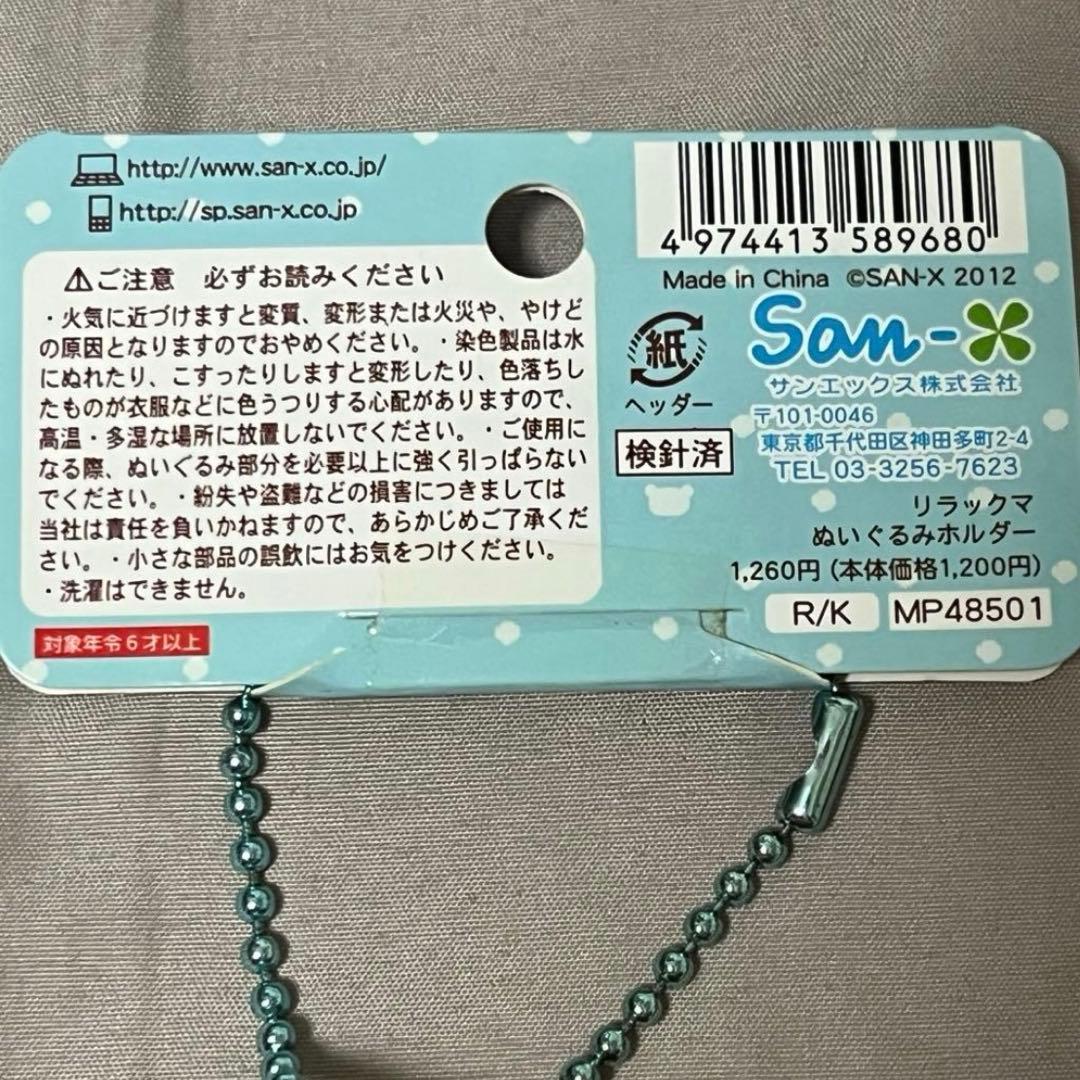 http://www.san-x.co.jp/
http://sp.san-x.co.jp
⚠ご注意 必ずお読みください
・火気に近づけますと変質、変形または火災や、やけど
の原因となりますのでおやめください。・染色製品は水
にぬれたり、こすったりしますと変形したり、色落ちし
たものが衣服などに色うつりする心配がありますので、
高温・多湿な場所に放置しないでください。・ご使用に
なる際、ぬいぐるみ部分を必要以上に強く引っぱらない
でください。・紛失や盗難などの損害につきましては
当社は責任を負いかねますので、あらかじめご了承くだ
さい。・小さな部品の誤飲にはお気をつけください。
・洗濯はできません。
対象年令6才以上
4 974413 589680
Made in China ©SAN-X 2012
紙
ヘッダー
検針済
San-X
サンエックス株式会社
〒101-0046
東京都千代田区神田多町2-4
TEL 03-3256-7623
リラックマ
ぬいぐるみホルダー
1,260円(本体価格1,200円)
R/K MP48501